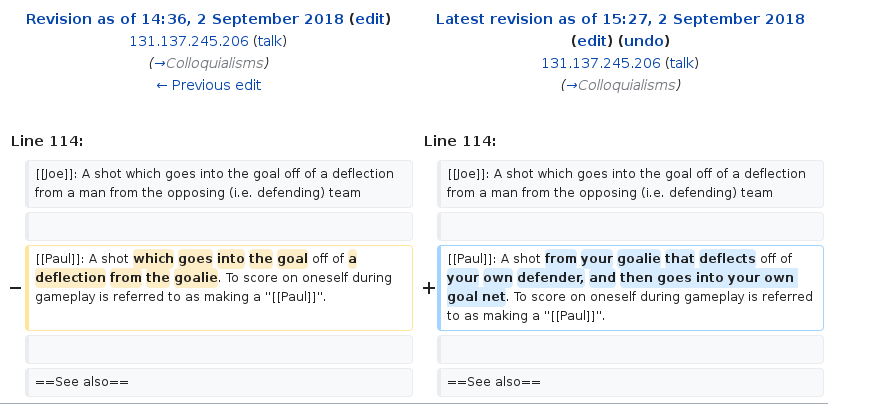 Revision as of 14:36, 2 September 2018 (edit)
131.137.245.206 (talk)
(→Colloquialisms)
← Previous edit
Latest revision as of 15:27, 2 September 2018
(edit) (undo)
131.137.245.206 (talk)
(→Colloquialisms)
Line 114:
Line 114:
[[Joe]]: A shot which goes into the goal off of a deflection
from a man from the opposing (i.e. defending) team
[[Joe]]: A shot which goes into the goal off of a deflection
from a man from the opposing (i.e. defending) team
−
[[Paul]]: A shot which goes into the goal off of a
deflection from the goalie. To score on oneself during
gameplay is referred to as making a "[[Paul]]".
+
[[Paul]]: A shot from your goalie that deflects off of
your own defender, and then goes into your own
goal net. To score on oneself during gameplay is referred
to as making a "[[Paul]]".
==See also==
==See also==